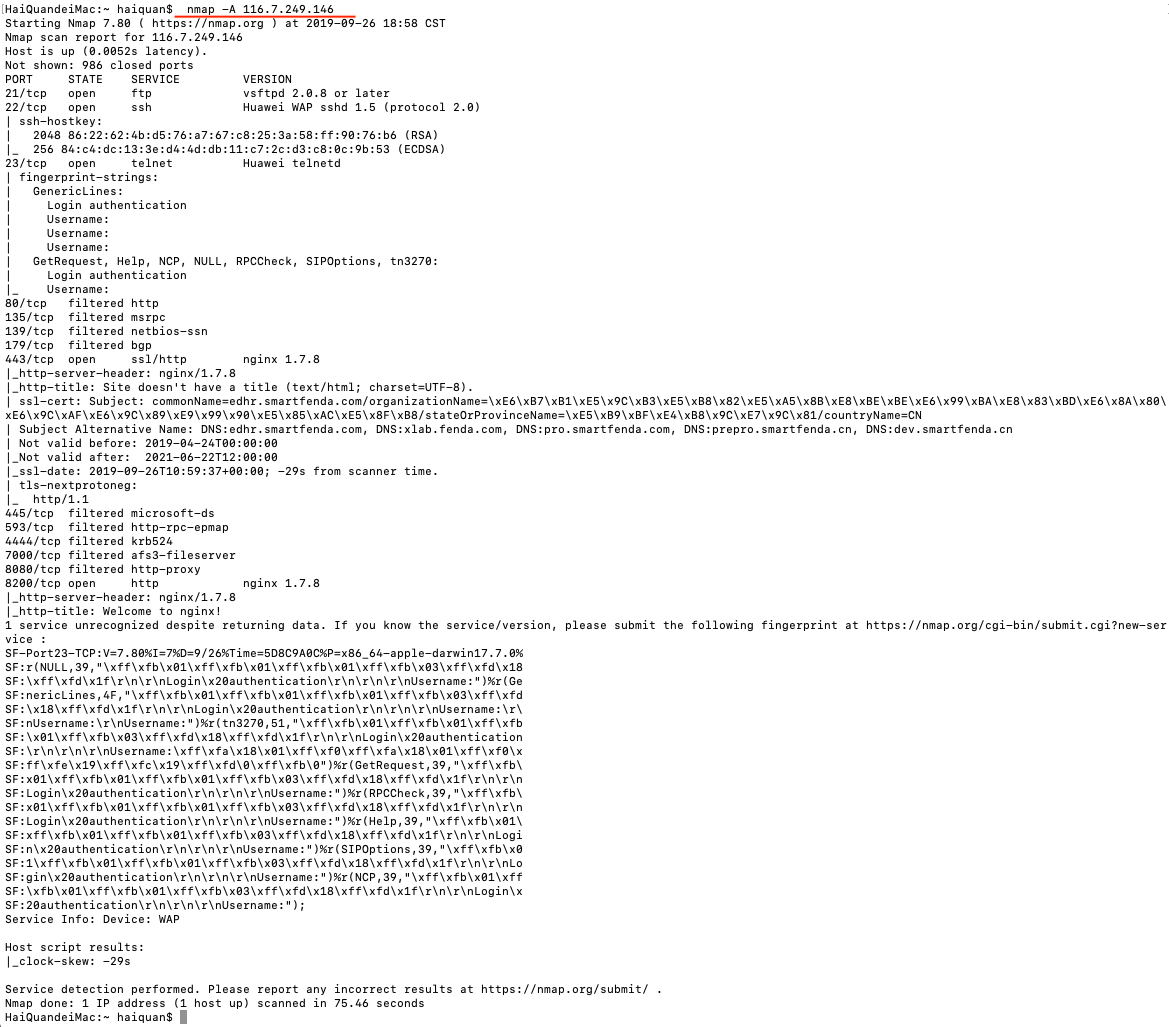 [HaiQuandeiMac:~ haiquan$  nmap -A 116.7.249.146
Starting Nmap 7.80 ( https://nmap.org ) at 2019-09-26 18:58 CST
Nmap scan report for 116.7.249.146
Host is up (0.0052s latency).
Not shown: 986 closed ports
PORT     STATE    SERVICE         VERSION
21/tcp   open     ftp             vsftpd 2.0.8 or later
22/tcp   open     ssh             Huawei WAP sshd 1.5 (protocol 2.0)
| ssh-hostkey:
|   2048 86:22:62:4b:d5:76:a7:67:c8:25:3a:58:ff:90:76:b6 (RSA)
|_  256 84:c4:dc:13:3e:d4:4d:db:11:c7:2c:d3:c8:0c:9b:53 (ECDSA)
23/tcp   open     telnet          Huawei telnetd
| fingerprint-strings:
|   GenericLines:
|     Login authentication
|     Username:
|     Username:
|     Username:
|   GetRequest, Help, NCP, NULL, RPCCheck, SIPOptions, tn3270:
|     Login authentication
|_    Username:
80/tcp   filtered http
135/tcp  filtered msrpc
139/tcp  filtered netbios-ssn
179/tcp  filtered bgp
443/tcp  open     ssl/http        nginx 1.7.8
|_http-server-header: nginx/1.7.8
|_http-title: Site doesn't have a title (text/html; charset=UTF-8).
| ssl-cert: Subject: commonName=edhr.smartfenda.com/organizationName=\xE6\xB7\xB1\xE5\x9C\xB3\xE5\xB8\x82\xE5\xA5\x8B\xE8\xBE\xBE\xE6\x99\xBA\xE8\x83\xBD\xE6\x8A\x80\
xE6\x9C\xAF\xE6\x9C\x89\xE9\x99\x90\xE5\x85\xAC\xE5\x8F\xB8/stateOrProvinceName=\xE5\xB9\xBF\xE4\xB8\x9C\xE7\x9C\x81/countryName=CN
| Subject Alternative Name: DNS:edhr.smartfenda.com, DNS:xlab.fenda.com, DNS:pro.smartfenda.com, DNS:prepro.smartfenda.cn, DNS:dev.smartfenda.cn
| Not valid before: 2019-04-24T00:00:00
|_Not valid after:  2021-06-22T12:00:00
|_ssl-date: 2019-09-26T10:59:37+00:00; -29s from scanner time.
| tls-nextprotoneg:
|_  http/1.1
445/tcp  filtered microsoft-ds
593/tcp  filtered http-rpc-epmap
4444/tcp filtered krb524
7000/tcp filtered afs3-fileserver
8080/tcp filtered http-proxy
8200/tcp open     http            nginx 1.7.8
|_http-server-header: nginx/1.7.8
|_http-title: Welcome to nginx!
1 service unrecognized despite returning data. If you know the service/version, please submit the following fingerprint at https://nmap.org/cgi-bin/submit.cgi?new-ser
vice :
SF-Port23-TCP:V=7.80%I=7%D=9/26%Time=5D8C9A0C%P=x86_64-apple-darwin17.7.0%
SF:r(NULL,39,"\xff\xfb\x01\xff\xfb\x01\xff\xfb\x01\xff\xfb\x03\xff\xfd\x18
SF:\xff\xfd\x1f\r\n\r\nLogin\x20authentication\r\n\r\n\r\nUsername:")%r(Ge
SF:nericLines,4F,"\xff\xfb\x01\xff\xfb\x01\xff\xfb\x01\xff\xfb\x03\xff\xfd
SF:\x18\xff\xfd\x1f\r\n\r\nLogin\x20authentication\r\n\r\n\r\nUsername:\r\
SF:nUsername:\r\nUsername:")%r(tn3270,51,"\xff\xfb\x01\xff\xfb\x01\xff\xfb
SF:\x01\xff\xfb\x03\xff\xfd\x18\xff\xfd\x1f\r\n\r\nLogin\x20authentication
SF:\r\n\r\n\r\nUsername:\xff\xfa\x18\x01\xff\xf0\xff\xfa\x18\x01\xff\xf0\x
SF:ff\xfe\x19\xff\xfc\x19\xff\xfd\0\xff\xfb\0")%r(GetRequest,39,"\xff\xfb\
SF:x01\xff\xfb\x01\xff\xfb\x01\xff\xfb\x03\xff\xfd\x18\xff\xfd\x1f\r\n\r\n
SF:Login\x20authentication\r\n\r\n\r\nUsername:")%r(RPCCheck,39,"\xff\xfb\
SF:x01\xff\xfb\x01\xff\xfb\x01\xff\xfb\x03\xff\xfd\x18\xff\xfd\x1f\r\n\r\n
SF:Login\x20authentication\r\n\r\n\r\nUsername:")%r(Help,39,"\xff\xfb\x01\
SF:xff\xfb\x01\xff\xfb\x01\xff\xfb\x03\xff\xfd\x18\xff\xfd\x1f\r\n\r\nLogi
SF:n\x20authentication\r\n\r\n\r\nUsername:")%r(SIPOptions,39,"\xff\xfb\x0
SF:1\xff\xfb\x01\xff\xfb\x01\xff\xfb\x03\xff\xfd\x18\xff\xfd\x1f\r\n\r\nLo
SF:gin\x20authentication\r\n\r\n\r\nUsername:")%r(NCP,39,"\xff\xfb\x01\xff
SF:\xfb\x01\xff\xfb\x01\xff\xfb\x03\xff\xfd\x18\xff\xfd\x1f\r\n\r\nLogin\x
SF:20authentication\r\n\r\n\r\nUsername:");
Service Info: Device: WAP

Host script results:
|_clock-skew: -29s

Service detection performed. Please report any incorrect results at https://nmap.org/submit/ .
Nmap done: 1 IP address (1 host up) scanned in 75.46 seconds
HaiQuandeiMac:~ haiquan$